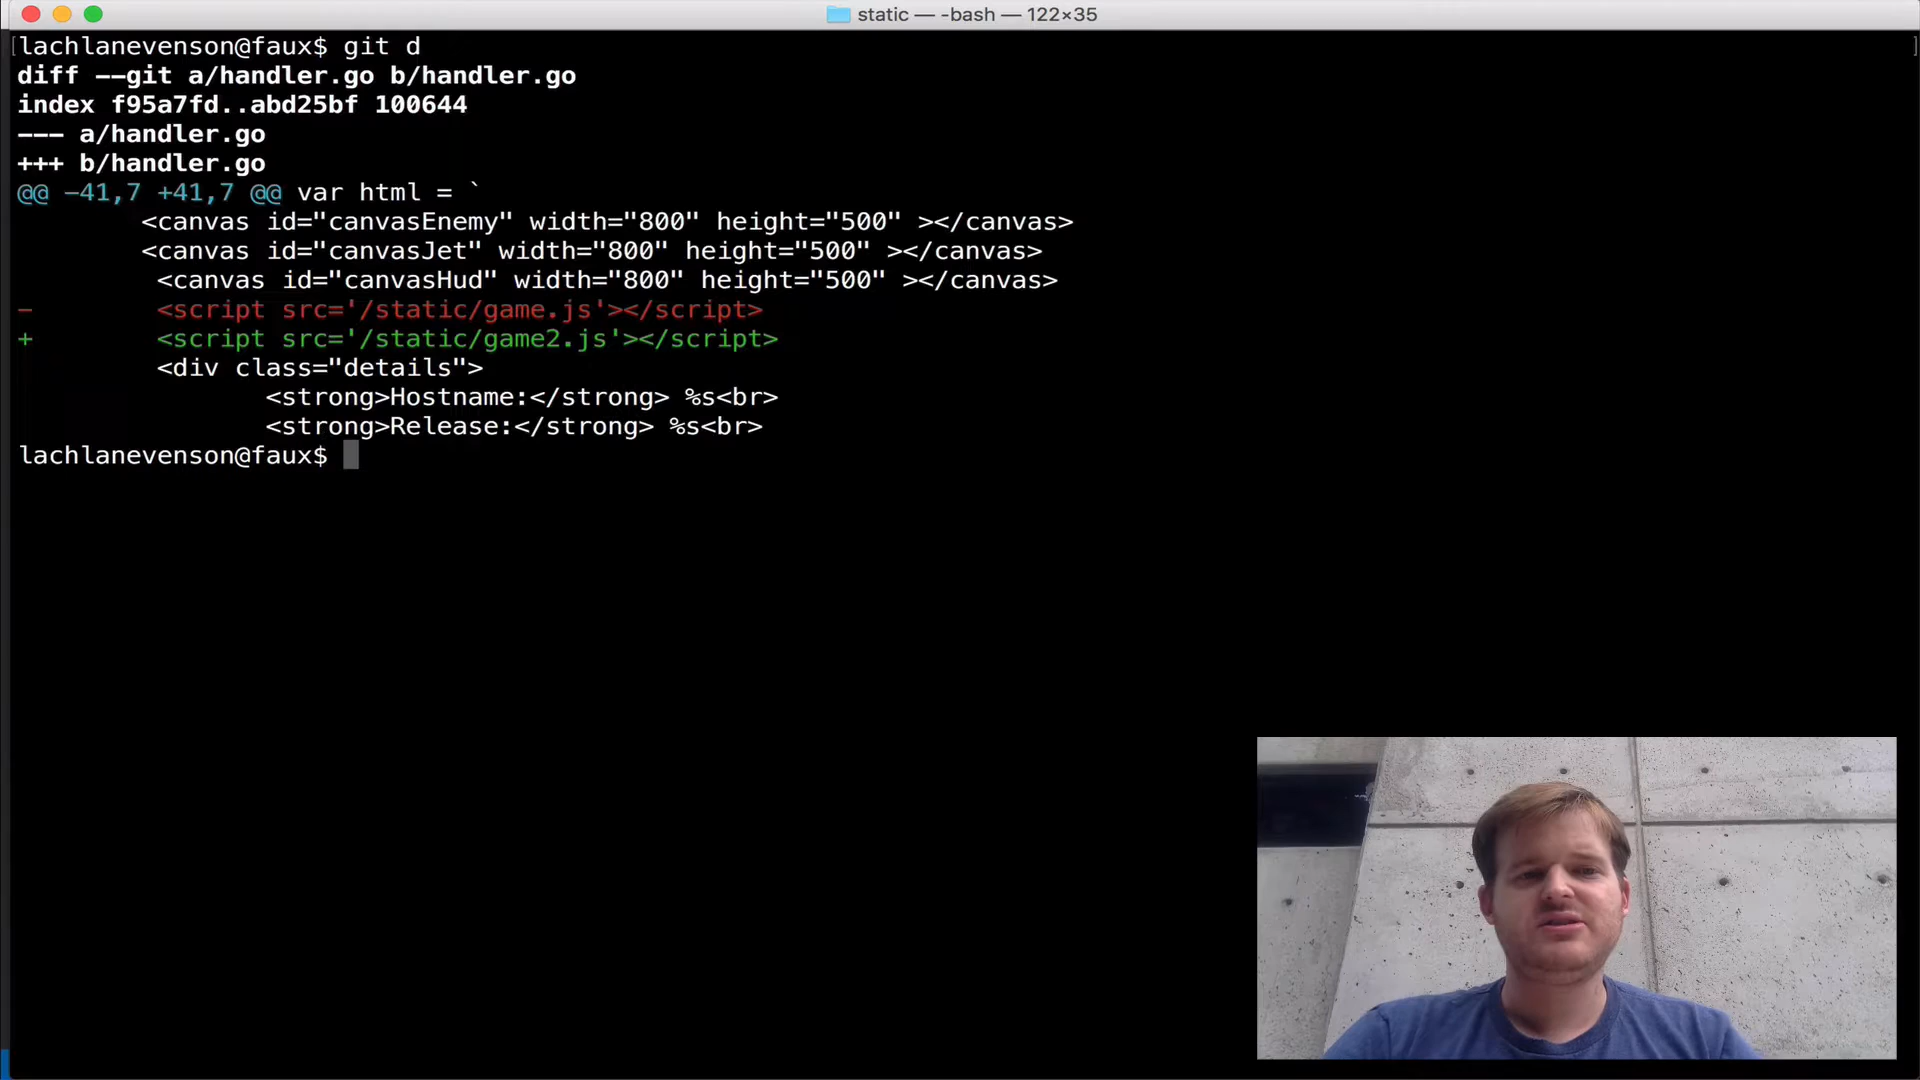 static — -bash — 122×35
[lachlanevenson@faux$ git d ]
diff --git a/handler.go b/handler.go
index f95a7fd..abd25bf 100644
--- a/handler.go
+++ b/handler.go
@@ -41,7 +41,7 @@ var html = `
        <canvas id="canvasEnemy" width="800" height="500" ></canvas>
        <canvas id="canvasJet" width="800" height="500" ></canvas>
         <canvas id="canvasHud" width="800" height="500" ></canvas>
-        <script src='/static/game.js'></script>
+        <script src='/static/game2.js'></script>
         <div class="details">
                <strong>Hostname:</strong> %s<br>
                <strong>Release:</strong> %s<br>
lachlanevenson@faux$